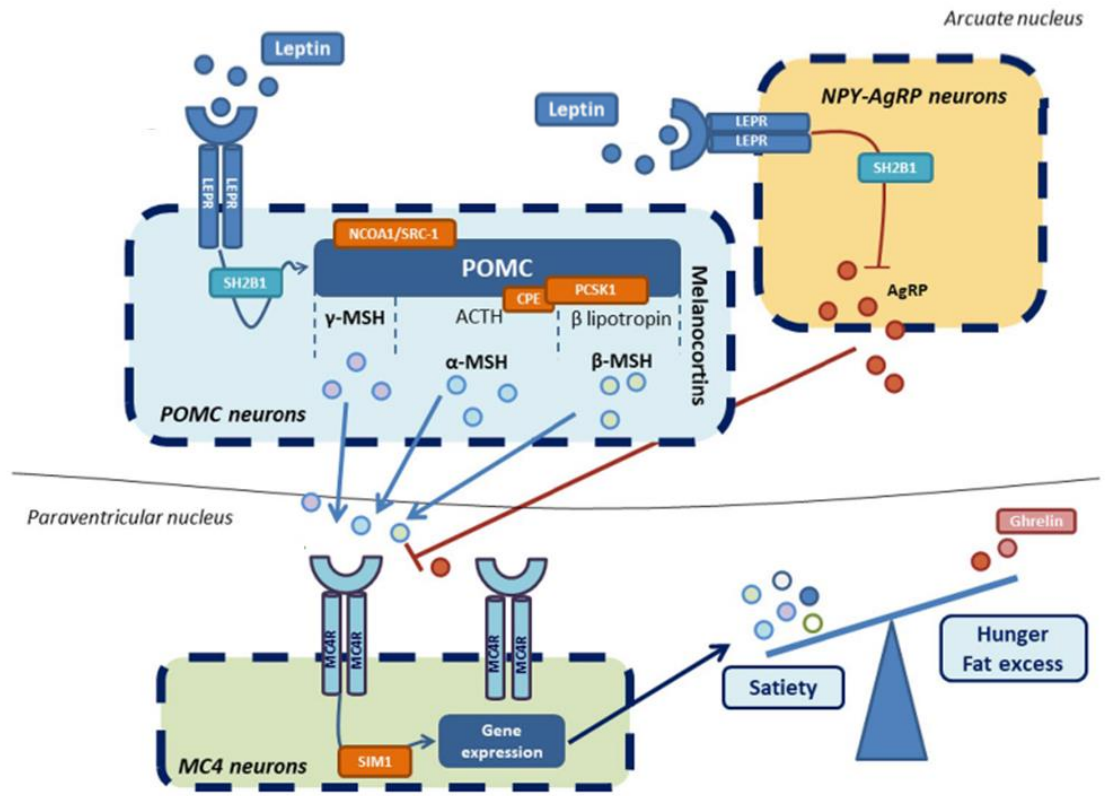 Arcuate nucleus
Leptin
Leptin
NPY-AgRP neurons
LEPR
LEPR
SH2B1
AgRP
LEPR
LEPR
NCOA1/SRC-1
POMC
SH2B1
CPE
PCSK1
γ-MSH
ACTH
β lipotropin
α-MSH
β-MSH
Melanocortins
POMC neurons
Paraventricular nucleus
Ghrelin
MC4R
MC4R
MC4R
MC4R
Hunger
Fat excess
Satiety
Gene
expression
SIM1
MC4 neurons